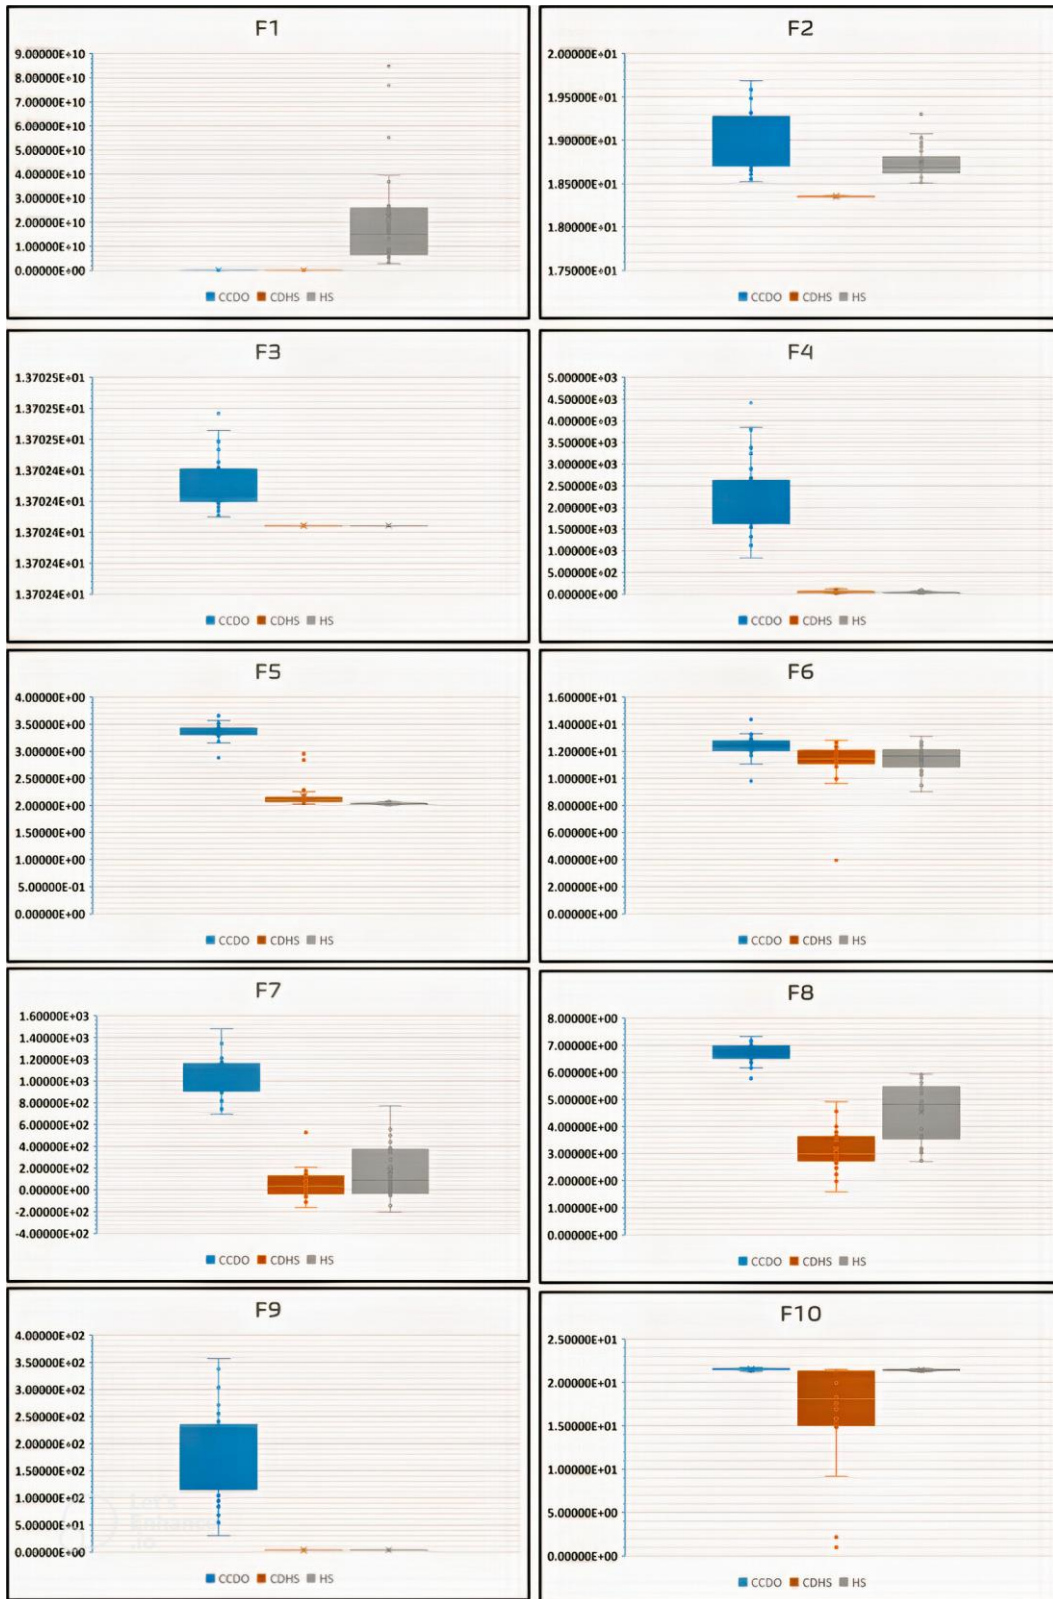 F1
9.00000E+10
8.00000E+10
7.00000E+10
6.00000E+10
5.00000E+10
4.00000E+10
3.00000E+10
2.00000E+10
1.00000E+10
0.00000E+00
CCDO CDHS HS
F2
2.00000E+01
1.95000E+01
1.90000E+01
1.85000E+01
1.80000E+01
1.75000E+01
CCDO CDHS HS
F3
1.37025E+01
1.37025E+01
1.37025E+01
1.37024E+01
1.37024E+01
1.37024E+01
1.37024E+01
1.37024E+01
CCDO CDHS HS
F4
5.00000E+03
4.50000E+03
4.00000E+03
3.50000E+03
3.00000E+03
2.50000E+03
2.00000E+03
1.50000E+03
1.00000E+03
5.00000E+02
0.00000E+00
CCDO CDHS HS
F5
4.00000E+00
3.50000E+00
3.00000E+00
2.50000E+00
2.00000E+00
1.50000E+00
1.00000E+00
5.00000E-01
0.00000E+00
CCDO CDHS HS
F6
1.60000E+01
1.40000E+01
1.20000E+01
1.00000E+01
8.00000E+00
6.00000E+00
4.00000E+00
2.00000E+00
0.00000E+00
CCDO CDHS HS
F7
1.60000E+03
1.40000E+03
1.20000E+03
1.00000E+03
8.00000E+02
6.00000E+02
4.00000E+02
2.00000E+02
0.00000E+00
-2.00000E+02
-4.00000E+02
CCDO CDHS HS
F8
8.00000E+00
7.00000E+00
6.00000E+00
5.00000E+00
4.00000E+00
3.00000E+00
2.00000E+00
1.00000E+00
0.00000E+00
CCDO CDHS HS
F9
4.00000E+02
3.50000E+02
3.00000E+02
2.50000E+02
2.00000E+02
1.50000E+02
1.00000E+02
5.00000E+01
0.00000E+00
Let's
Enhance
.io
CCDO CDHS HS
F10
2.50000E+01
2.00000E+01
1.50000E+01
1.00000E+01
5.00000E+00
0.00000E+00
CCDO CDHS HS